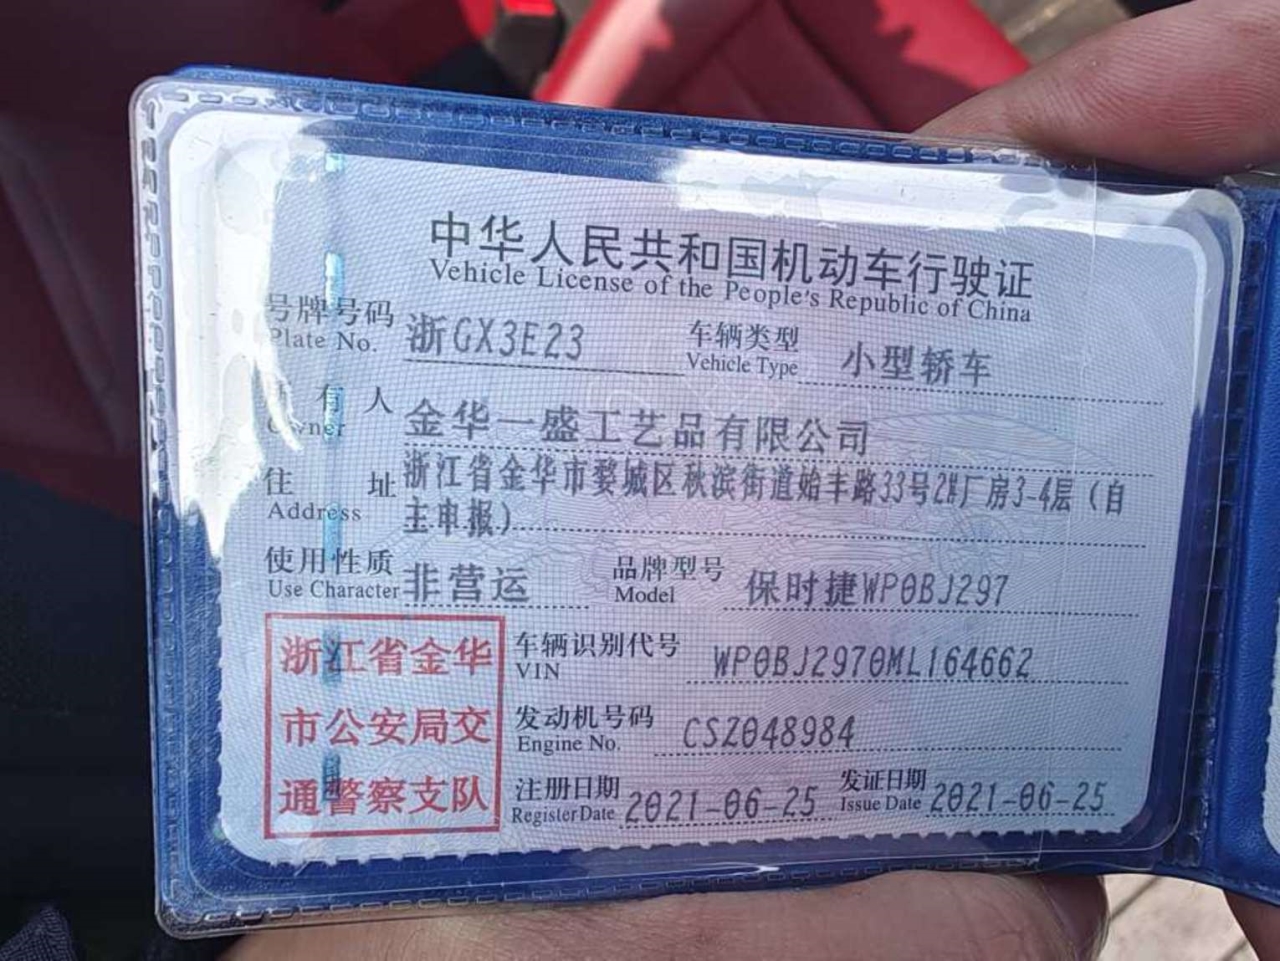 中华人民共和国机动车行驶证
Vehicle License of the People's Republic of China
号牌号码 浙GX3E23 车辆类型 小型轿车
Plate No. Vehicle Type
所有人 金华一盛工艺品有限公司
Owner
住址 浙江省金华市婺城区秋滨街道始丰路33号2#厂房3-4层（自
Address 主申报）
使用性质 非营运 品牌型号 保时捷WP0BJ297
Use Character Model
浙江省金华 车辆识别代号 WP0BJ2970ML164662
VIN
市公安局交 发动机号码 CSZ048984
Engine No.
通警察支队 注册日期 2021-06-25 发证日期 2021-06-25
Register Date Issue Date